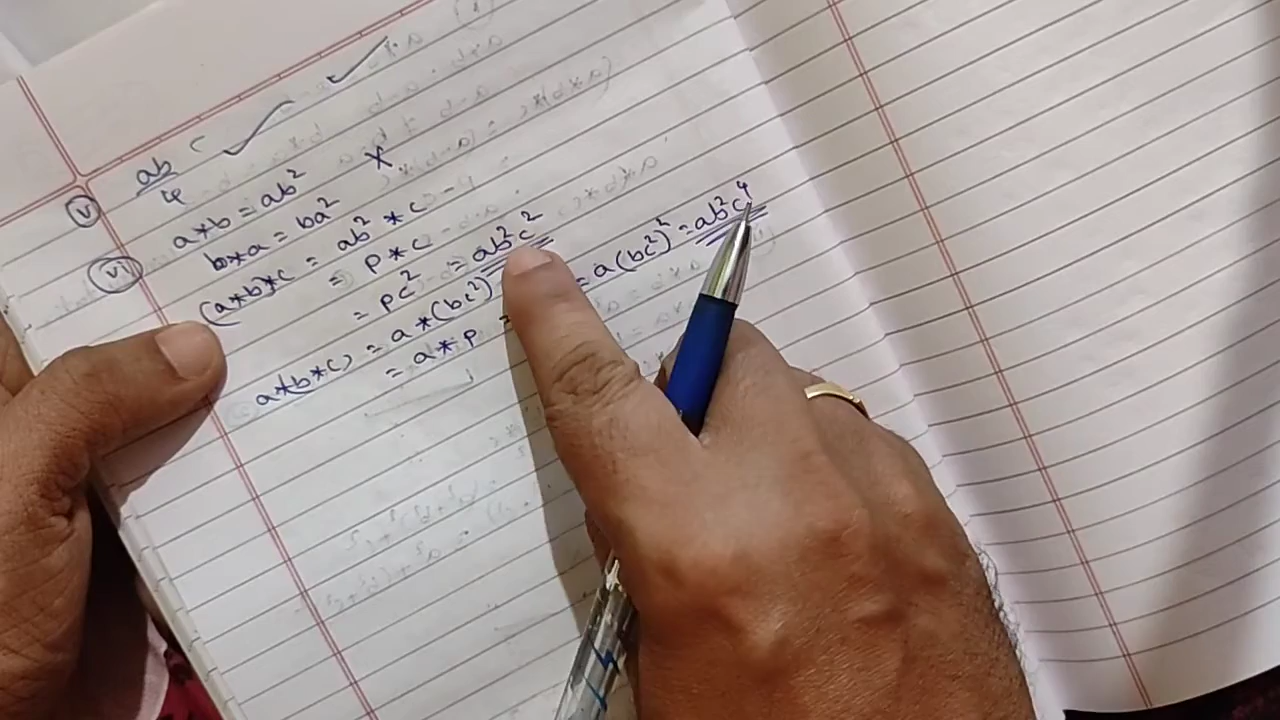 (v) ab/4 c ✓ ✓
(vi) a*b = ab² X
b*a = ba²
(a*b)*c = ab² * c
= p*c
= pc² = ab²c²
a*(b*c) = a*(bc²) = a(bc²)² = ab²c⁴
= a*p